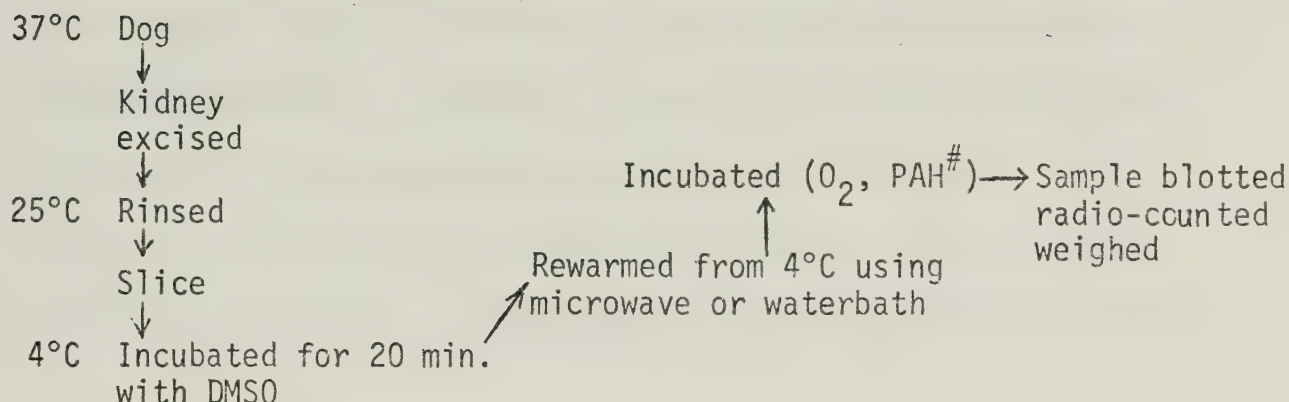 37°C Dog
Kidney
excised
25°C Rinsed
Slice
4°C Incubated for 20 min.
with DMSO
Rewarmed from 4°C using
microwave or waterbath
Incubated (O₂, PAH#)
Sample blotted
radio-counted
weighed